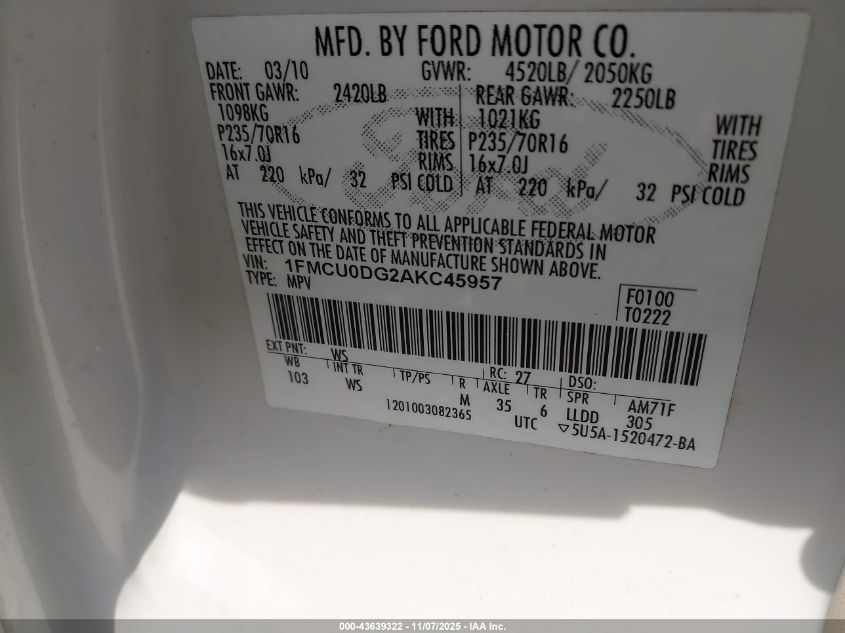 MFD. BY FORD MOTOR CO.
DATE: 03/10 GVWR: 4520LB/ 2050KG
FRONT GAWR: 2420LB REAR GAWR: 2250LB
1098KG WITH 1021KG WITH
P235/70R16 TIRES P235/70R16 TIRES
16x7.0J RIMS 16x7.0J RIMS
AT 220 kPa/ 32 PSI COLD AT 220 kPa/ 32 PSI COLD
Ford
THIS VEHICLE CONFORMS TO ALL APPLICABLE FEDERAL MOTOR
VEHICLE SAFETY AND THEFT PREVENTION STANDARDS IN
EFFECT ON THE DATE OF MANUFACTURE SHOWN ABOVE.
VIN: 1FMCU0DG2AKC45957
TYPE: MPV
F0100
T0222
EXT PNT: WS RC: 27 DSO:
WB INT TR TP/PS R AXLE TR SPR AM71F
103 WS M 35 6 LLDD 305
1201003082365 UTC ▽5U5A-1520472-BA
000-43639322 - 11/07/2025 - IAA Inc.